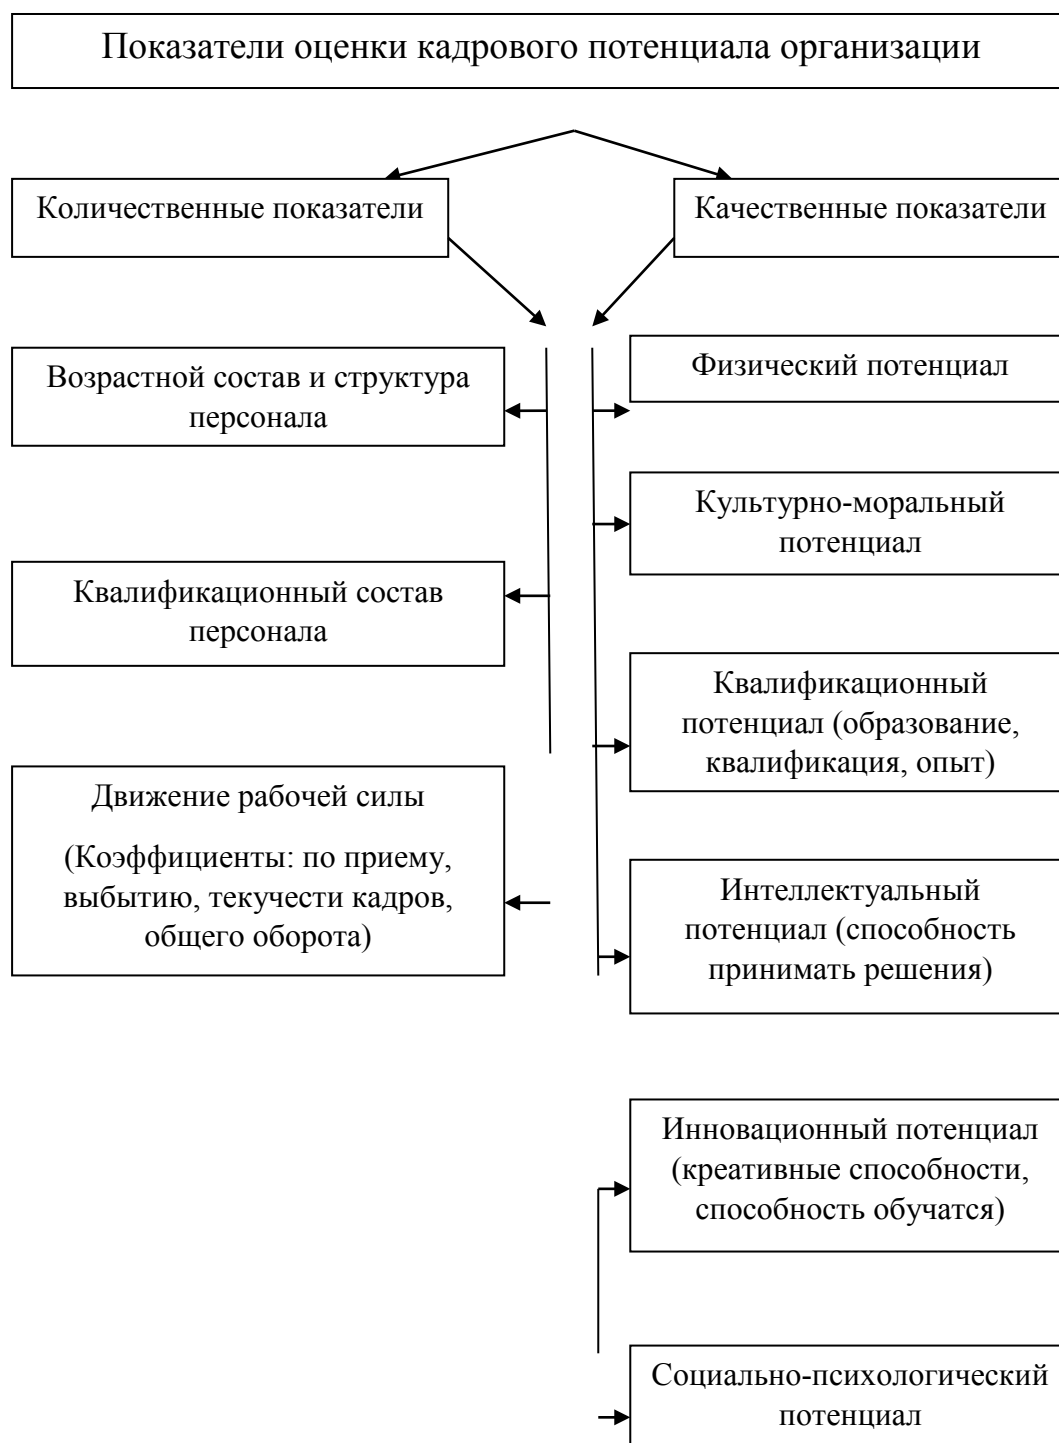 Показатели оценки кадрового потенциала организации
Количественные показатели
Качественные показатели
Возрастной состав и структура
персонала
Квалификационный состав
персонала
Движение рабочей силы
(Коэффициенты: по приему,
выбытию, текучести кадров,
общего оборота)
Физический потенциал
Культурно-моральный
потенциал
Квалификационный
потенциал (образование,
квалификация, опыт)
Интеллектуальный
потенциал (способность
принимать решения)
Инновационный потенциал
(креативные способности,
способность обучатся)
Социально-психологический
потенциал